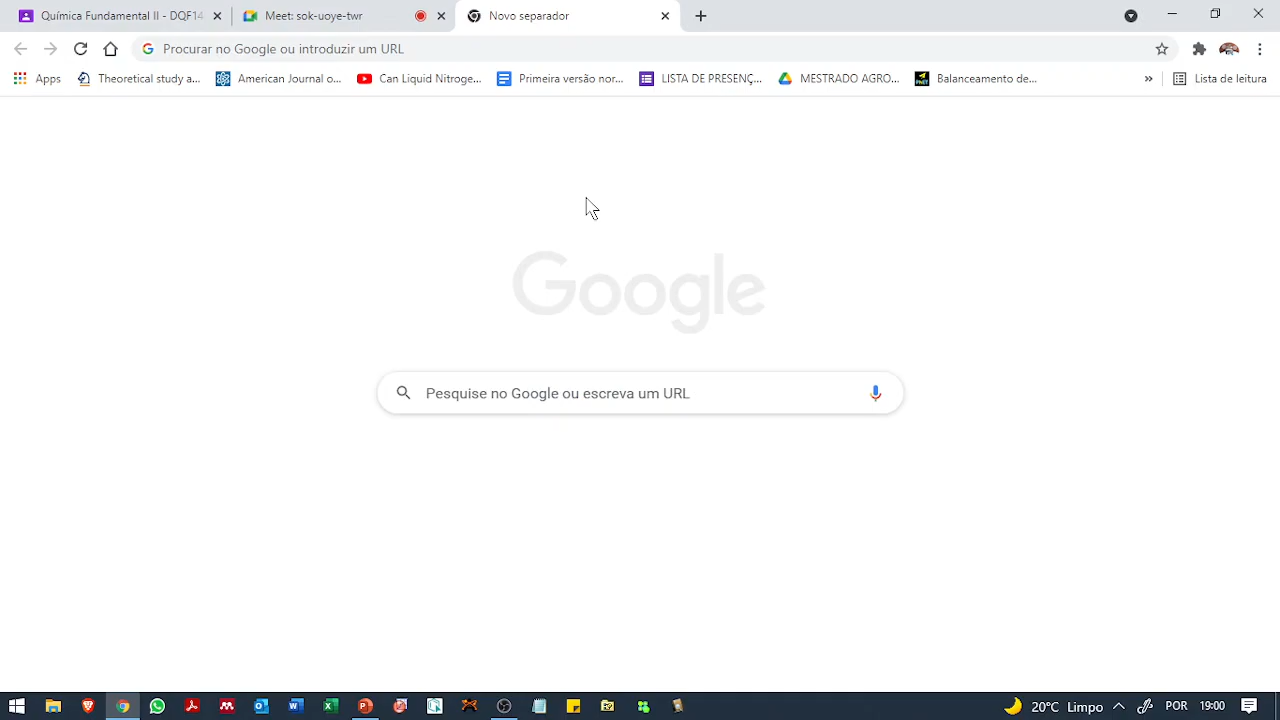 Química Fundamental II - DQF14
Meet: sok-uoye-twr
Novo separador
Procurar no Google ou introduzir um URL
Apps
Theoretical study a...
American Journal o...
Can Liquid Nitroge...
Primeira versão nor...
LISTA DE PRESENÇ...
MESTRADO AGRO...
Balanceamento de...
»
Lista de leitura
Google
Pesquise no Google ou escreva um URL
20°C Limpo
POR
19:00